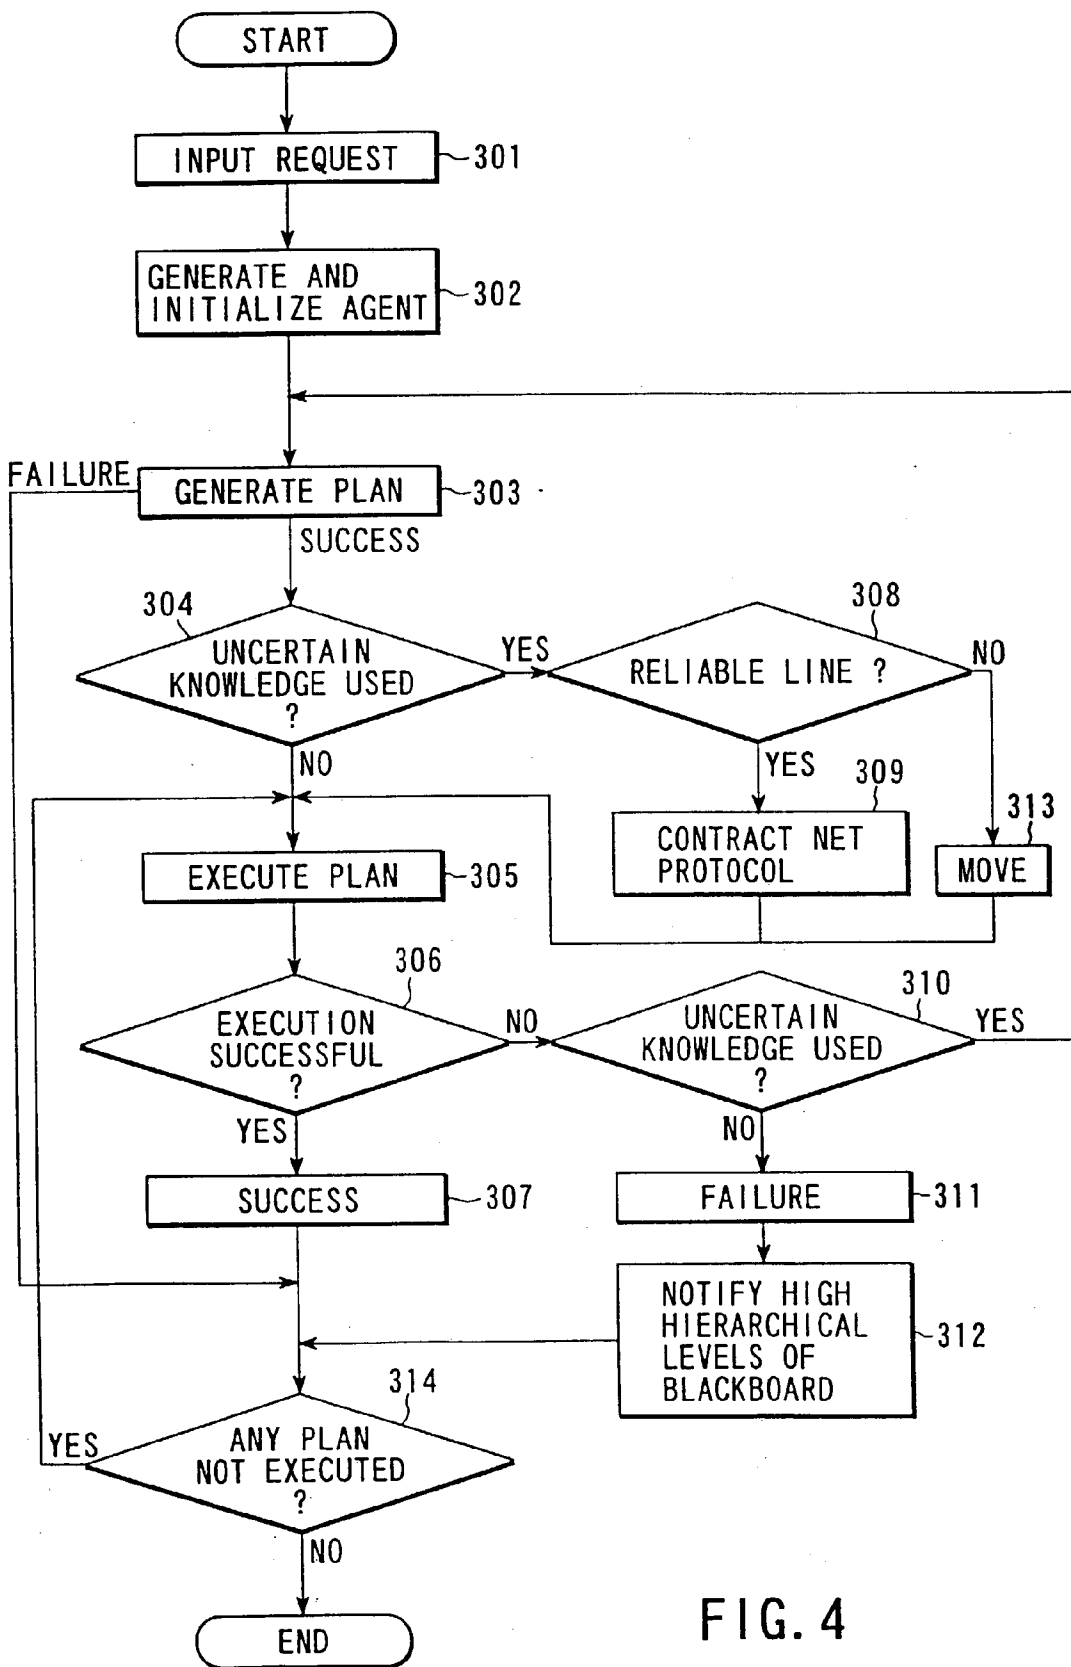 START
INPUT REQUEST
301
GENERATE AND
INITIALIZE AGENT
302
FAILURE
GENERATE PLAN
303
SUCCESS
304
UNCERTAIN
KNOWLEDGE USED
?
YES
308
RELIABLE LINE ?
NO
NO
YES
309
CONTRACT NET
PROTOCOL
313
MOVE
EXECUTE PLAN
305
306
EXECUTION
SUCCESSFUL
?
NO
310
UNCERTAIN
KNOWLEDGE USED
?
YES
YES
NO
SUCCESS
307
FAILURE
311
NOTIFY HIGH
HIERARCHICAL
LEVELS OF
BLACKBOARD
312
314
ANY PLAN
NOT EXECUTED
?
YES
NO
END
FIG. 4